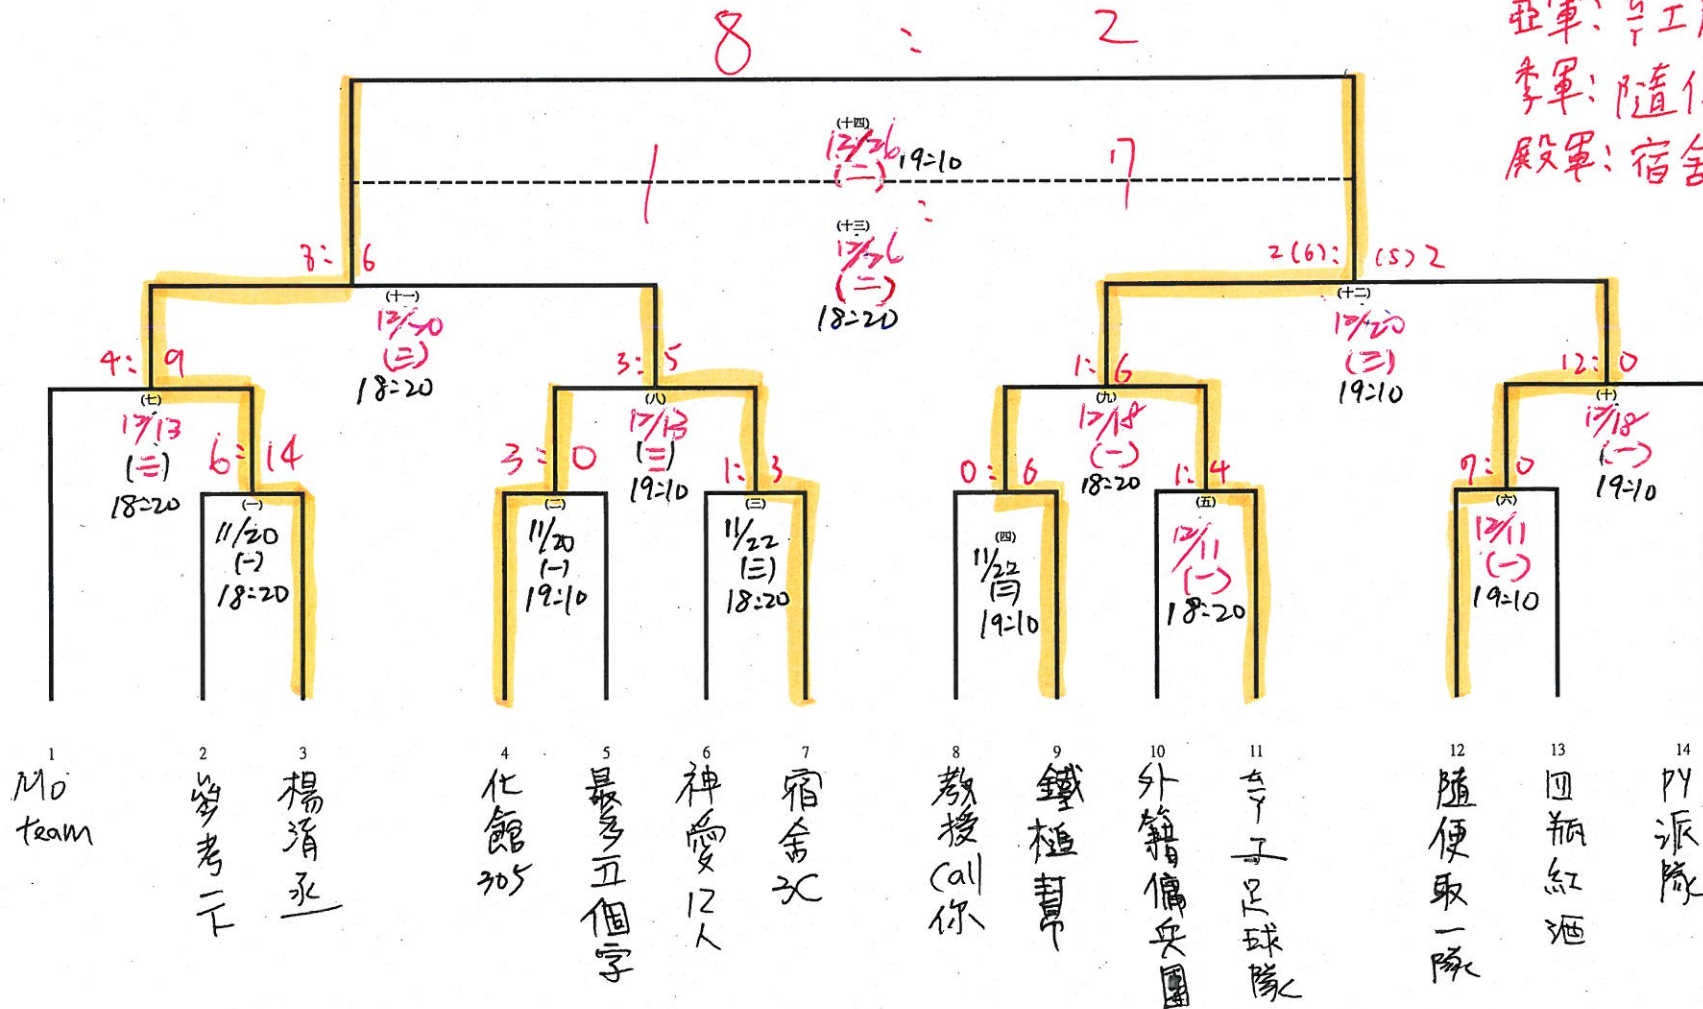 8 : 2
亞軍:
季軍: 隨
殿軍: 宿舍
(十四)
12/26
(二)
19:10
1 : 7
(十三)
12/26
(二)
18:20
8: 6
2(6): (5)2
(十一)
12/20
(三)
18:20
(十二)
12/20
(三)
19:10
4: 9
3: 5
1: 6
12: 0
(七)
12/13
(三)
18:20
(八)
12/13
(三)
19:10
(九)
12/18
(一)
18:20
(十)
12/18
(一)
19:10
6: 14
3: 0
1: 3
0: 6
1: 4
7: 0
(一)
11/20
(一)
18:20
(二)
11/20
(一)
19:10
(三)
11/22
(三)
18:20
(四)
11/22
(三)
19:10
(五)
12/11
(一)
18:20
(六)
12/11
(一)
19:10
1 2 3 4 5 6 7 8 9 10 11 12 13 14
Mo
team
考一下
楊清丞
化館305
最多五個字
神愛12人
宿舍3C
教授Call你
鐵槌幫
外籍傭兵團
工足球隊
隨便取一隊
四瓶紅酒
PY派隊